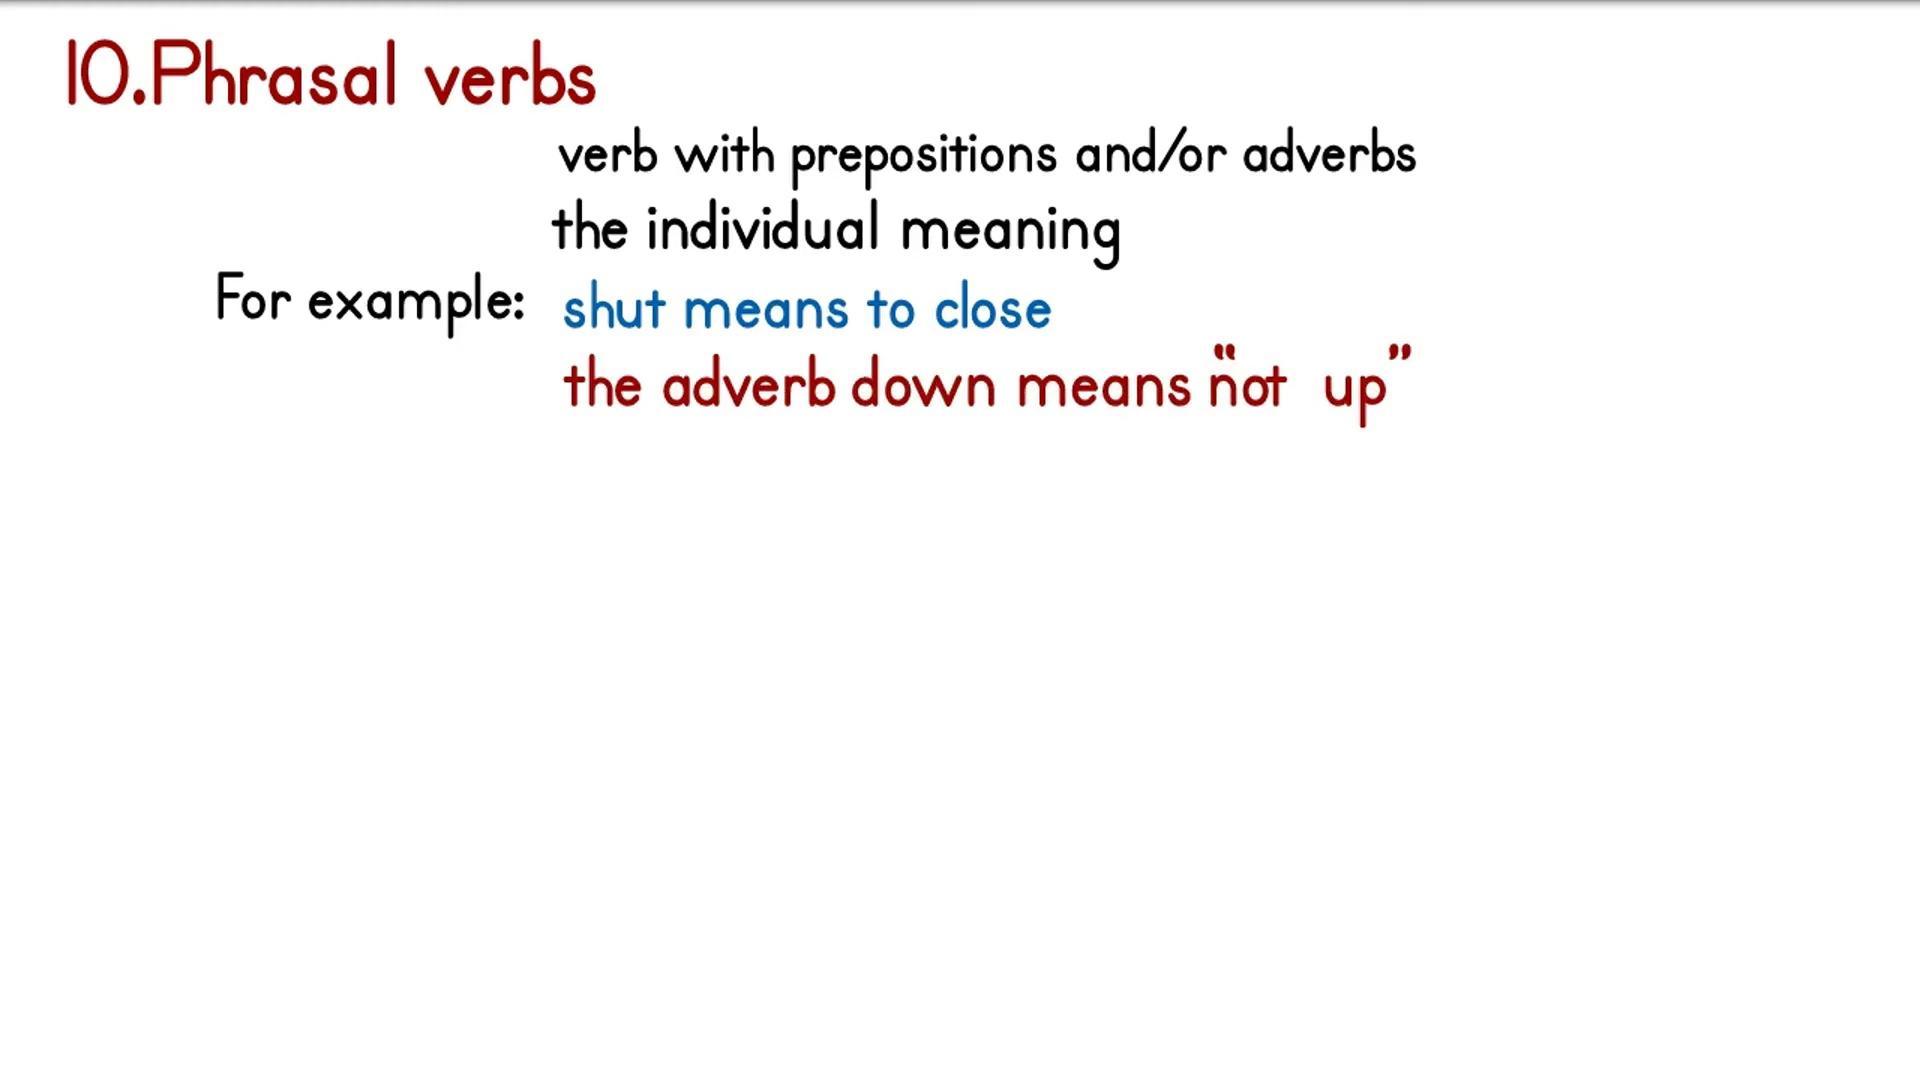 10.Phrasal verbs
verb with prepositions and/or adverbs
the individual meaning
For example: shut means to close
the adverb down means “not up”